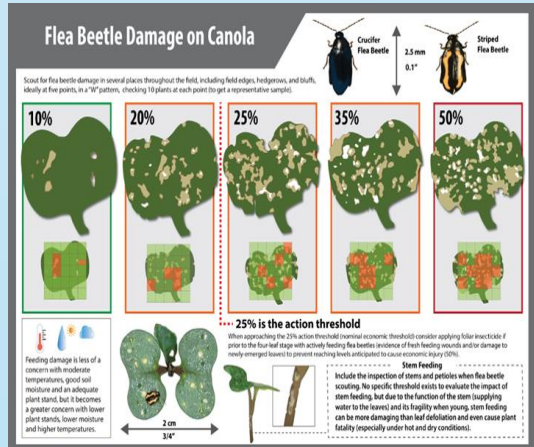 Flea Beetle Damage on Canola
Crucifer
Flea Beetle
2.5 mm
0.1"
Striped
Flea Beetle
Scout for flea beetle damage in several places throughout the field, including field edges, hedgerows, and bluffs,
ideally at five points, in a "W" pattern, checking 10 plants at each point (to get a representative sample).
10%
20%
25%
35%
50%
25% is the action threshold
When approaching the 25% action threshold (nominal economic threshold) consider applying foliar insecticide if
prior to the four-leaf stage with actively feeding flea beetles (evidence of fresh feeding wounds and/or damage to
newly-emerged leaves) to prevent reaching levels anticipated to cause economic injury (50%).
Feeding damage is less of a
concern with moderate
temperatures, good soil
moisture and an adequate
plant stand, but it becomes
a greater concern with lower
plant stands, lower moisture
and higher temperatures.
2 cm
3/4"
Stem Feeding
Include the inspection of stems and petioles when flea beetle
scouting. No specific threshold exists to evaluate the impact of
stem feeding, but due to the function of the stem (supplying
water to the leaves) and its fragility when young, stem feeding
can be more damaging than leaf defoliation and even cause plant
fatality (especially under hot and dry conditions).